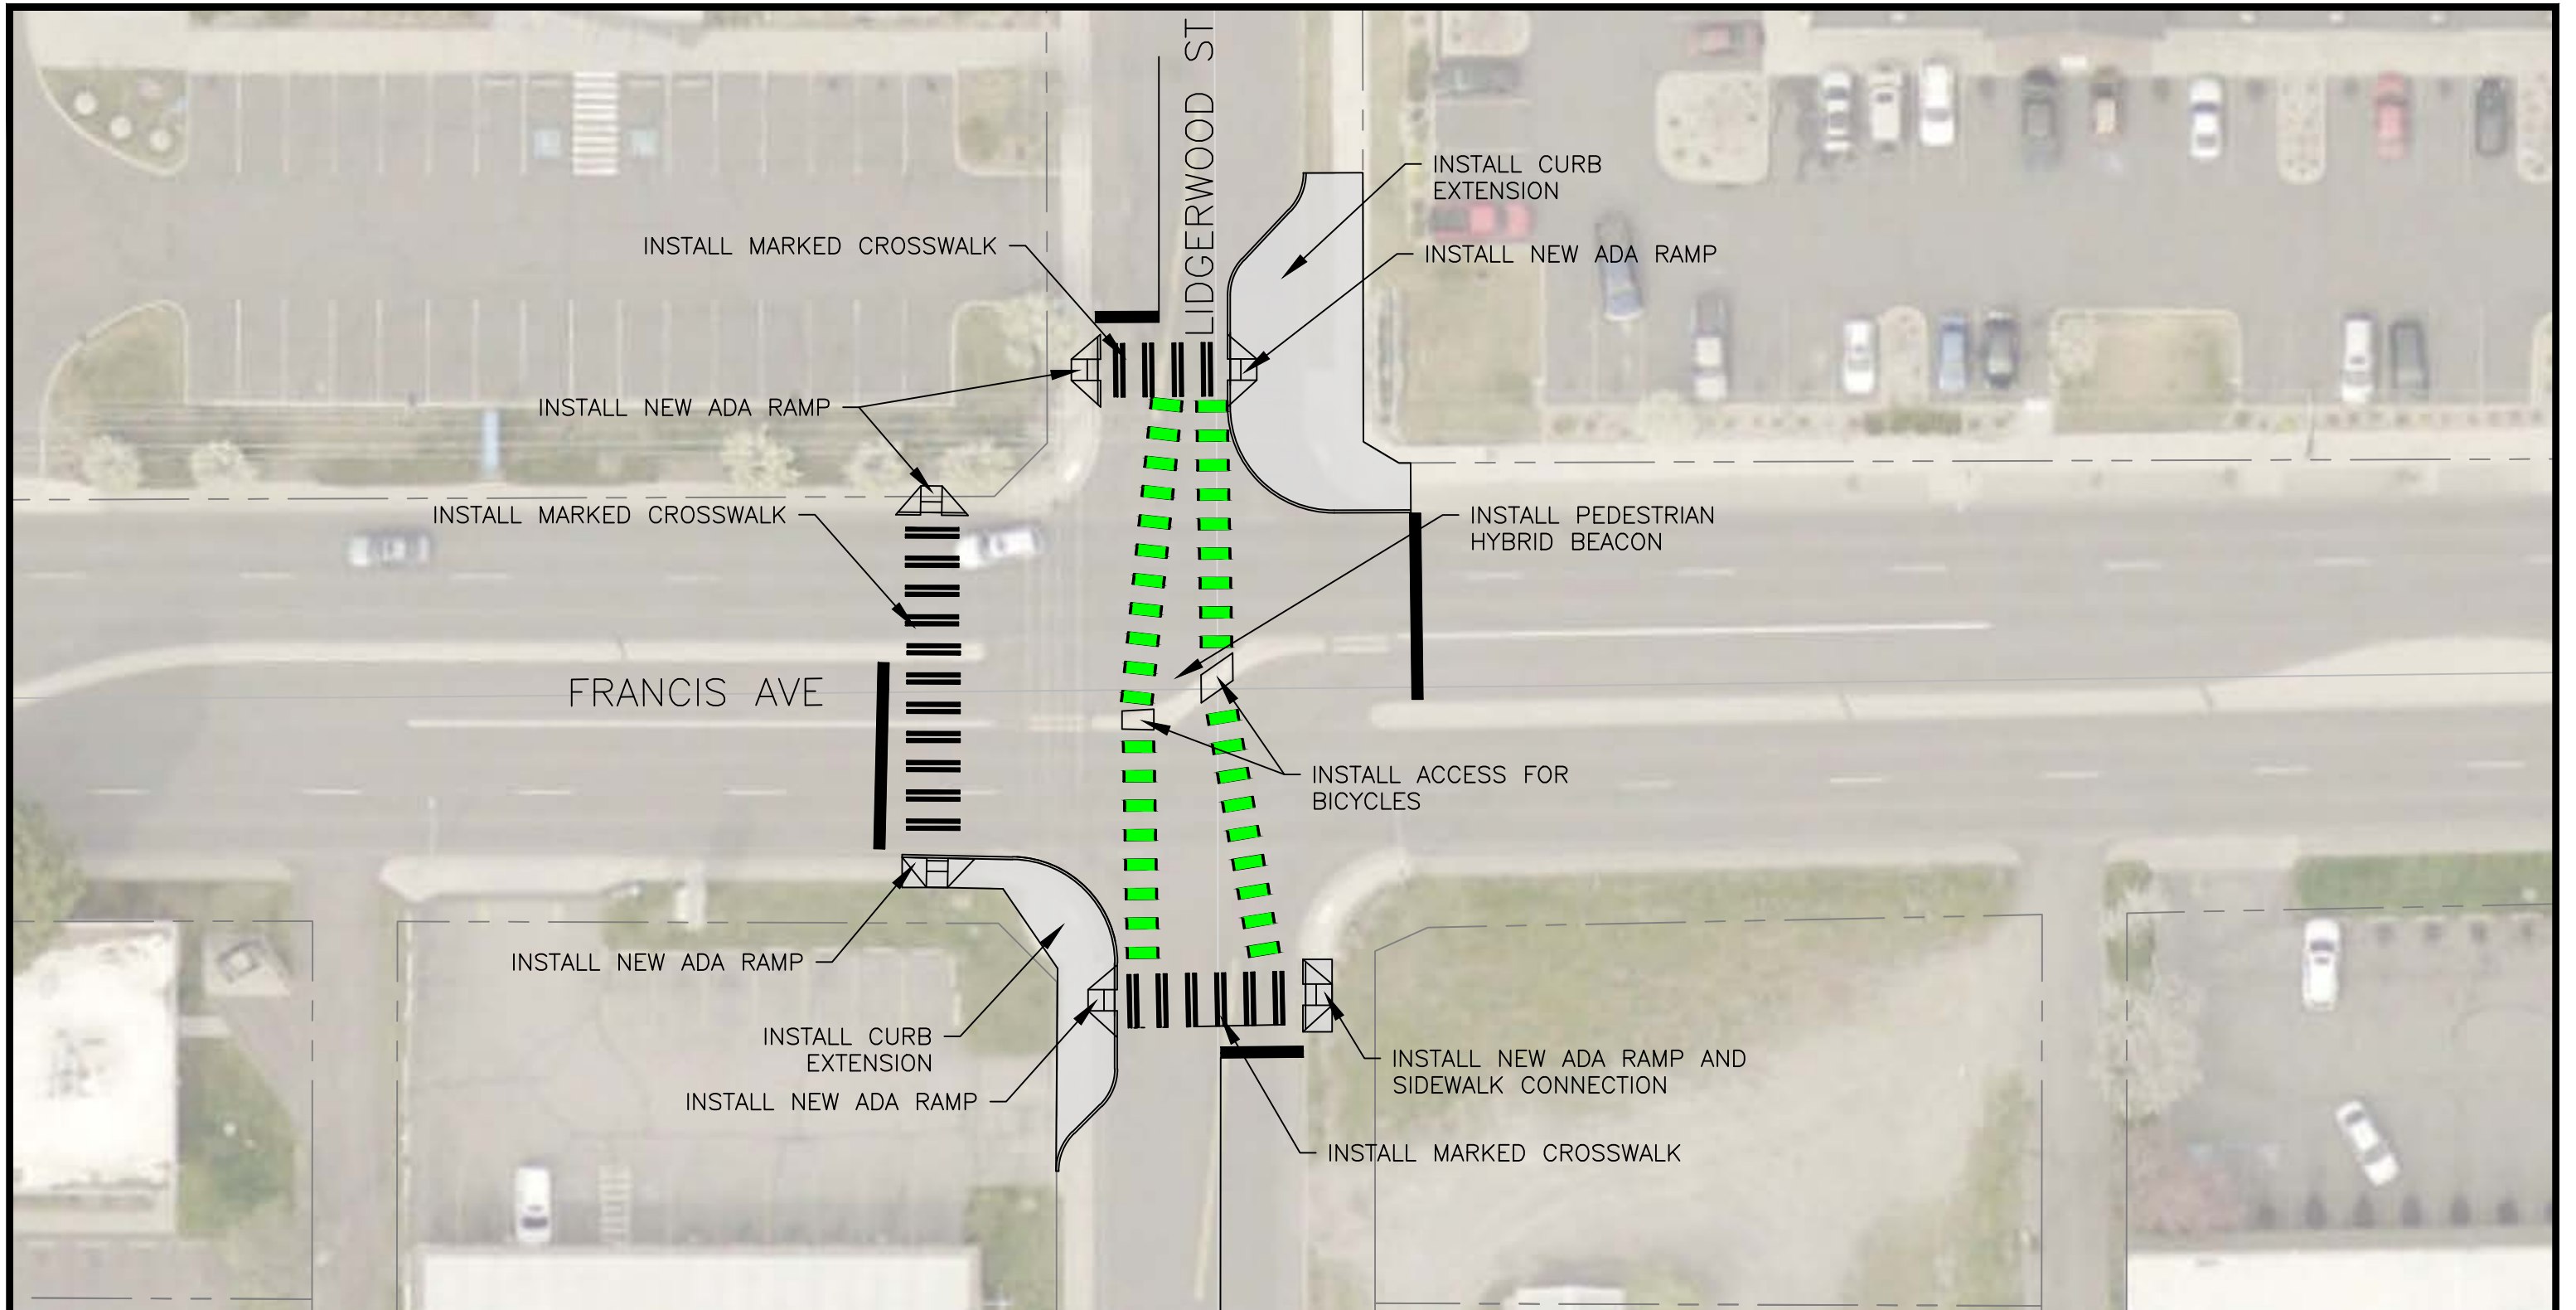 LIDGERWOOD ST
INSTALL CURB
EXTENSION
INSTALL MARKED CROSSWALK
INSTALL NEW ADA RAMP
INSTALL NEW ADA RAMP
INSTALL MARKED CROSSWALK
INSTALL PEDESTRIAN
HYBRID BEACON
FRANCIS AVE
INSTALL ACCESS FOR
BICYCLES
INSTALL NEW ADA RAMP
INSTALL CURB
EXTENSION
INSTALL NEW ADA RAMP AND
SIDEWALK CONNECTION
INSTALL NEW ADA RAMP
INSTALL MARKED CROSSWALK